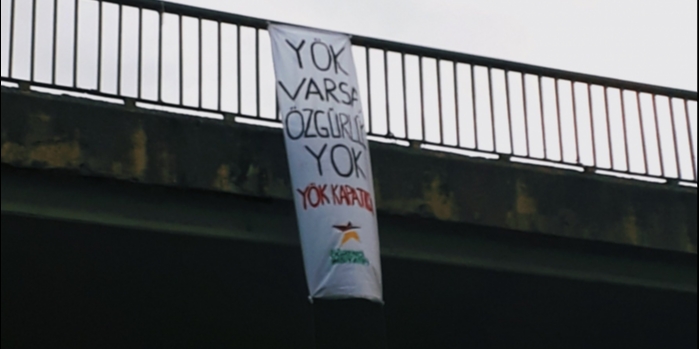 YÖK
VARSA
ÖZGÜRLÜK
YOK
YÖK KAPATILSIN